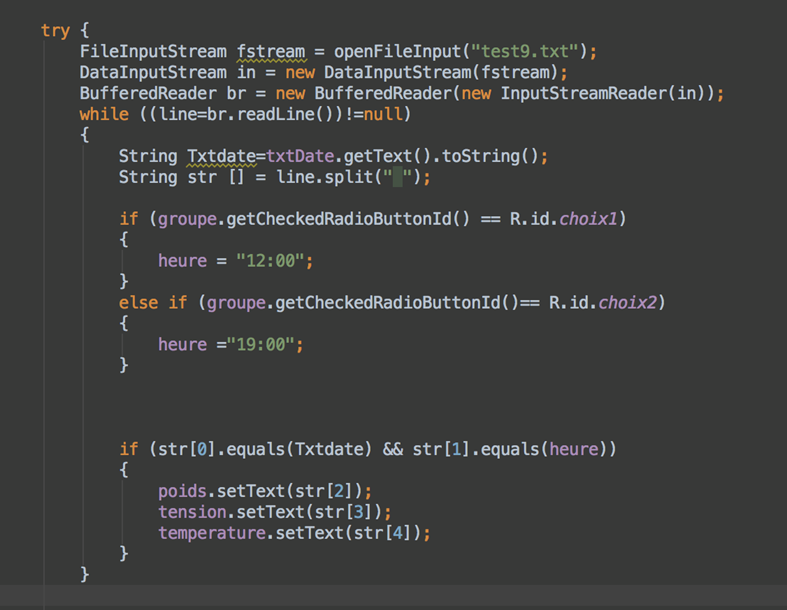 try {
FileInputStream fstream = openFileInput("test9.txt");
DataInputStream in = new DataInputStream(fstream);
BufferedReader br = new BufferedReader(new InputStreamReader(in));
while ((line=br.readLine())!=null)
{
String Txtdate=txtDate.getText().toString();
String str [] = line.split(" ");
if (groupe.getCheckedRadioButtonId() == R.id.choix1)
{
heure = "12:00";
}
else if (groupe.getCheckedRadioButtonId()== R.id.choix2)
{
heure ="19:00";
}
if (str[0].equals(Txtdate) && str[1].equals(heure))
{
poids.setText(str[2]);
tension.setText(str[3]);
temperature.setText(str[4]);
}
}